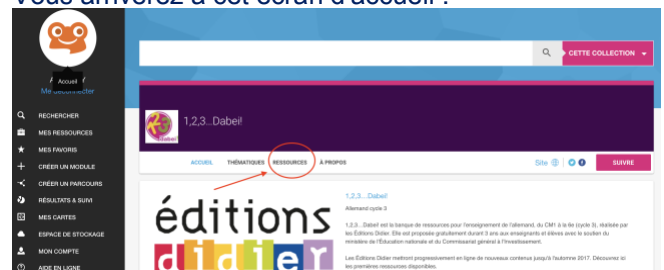 Vous arriverez à cet écran d'accueil :
Accueil
Me déconnecter
RECHERCHER
MES RESSOURCES
MES FAVORIS
CRÉER UN MODULE
CRÉER UN PARCOURS
RÉSULTATS & SUIVI
MES CARTES
ESPACE DE STOCKAGE
MON COMPTE
AIDE EN LIGNE
CETTE COLLECTION
1,2,3...Dabei!
ACCUEIL THÉMATIQUES RESSOURCES À PROPOS
Site
SUIVRE
éditions
didier
1,2,3...Dabei!
Allemand cycle 3
1,2,3...Dabei! est la banque de ressources pour l'enseignement de l'allemand, du CM1 à la 6e (cycle 3), réalisée par
les Éditions Didier. Elle est proposée gratuitement durant 3 ans aux enseignants et élèves avec le soutien du
ministère de l'Éducation nationale et du Commissariat général à l'Investissement.
Les Éditions Didier mettront progressivement en ligne de nouveaux contenus jusqu'à l'automne 2017. Découvrez ici
les premières ressources disponibles.